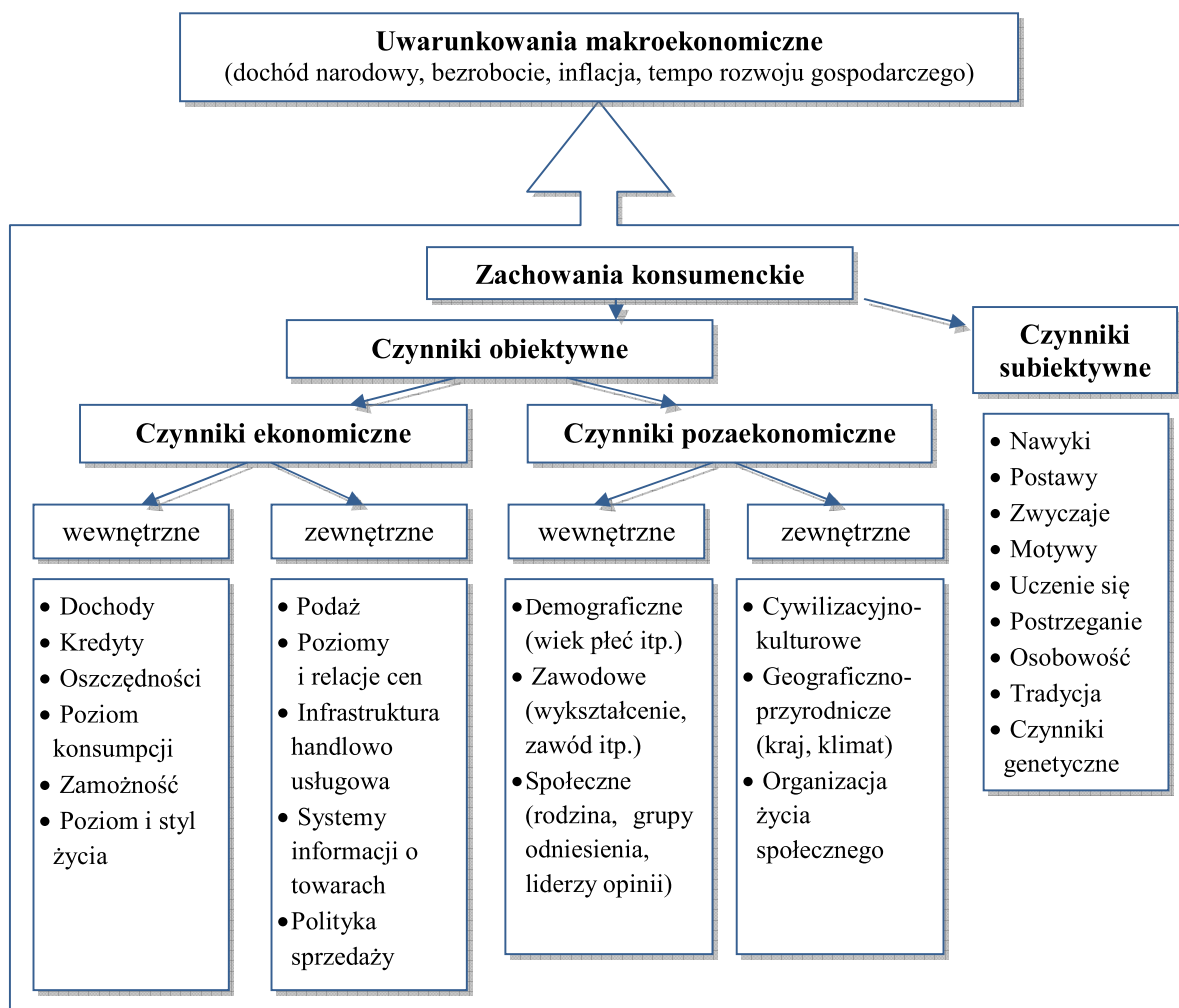 Uwarunkowania makroekonomiczne
(dochód narodowy, bezrobocie, inflacja, tempo rozwoju gospodarczego)
Zachowania konsumenckie
Czynniki obiektywne
Czynniki
subiektywne
Czynniki ekonomiczne
Czynniki pozaekonomiczne
wewnętrzne
zewnętrzne
wewnętrzne
zewnętrzne
• Dochody
• Kredyty
• Oszczędności
• Poziom
konsumpcji
• Zamożność
• Poziom i styl
życia
• Podaż
• Poziomy
i relacje cen
• Infrastruktura
handlowo
usługowa
• Systemy
informacji o
towarach
• Polityka
sprzedaży
• Demograficzne
(wiek płeć itp.)
• Zawodowe
(wykształcenie,
zawód itp.)
• Społeczne
(rodzina, grupy
odniesienia,
liderzy opinii)
• Cywilizacyjno-
kulturowe
• Geograficzno-
przyrodnicze
(kraj, klimat)
• Organizacja
życia
społecznego
• Nawyki
• Postawy
• Zwyczaje
• Motywy
• Uczenie się
• Postrzeganie
• Osobowość
• Tradycja
• Czynniki
genetyczne